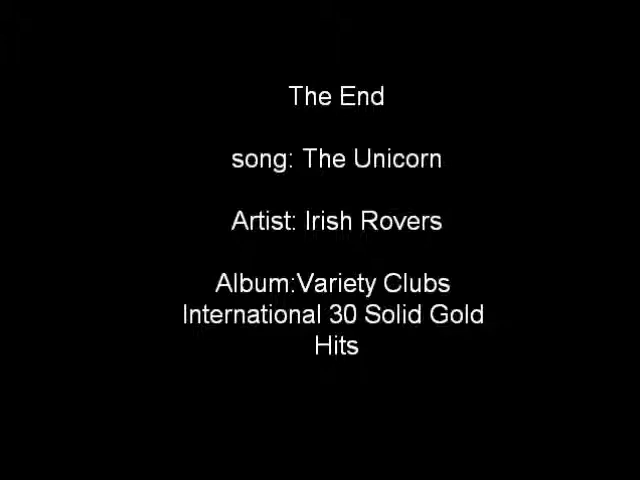 The End
song: The Unicorn
Artist: Irish Rovers
Album:Variety Clubs
International 30 Solid Gold
Hits